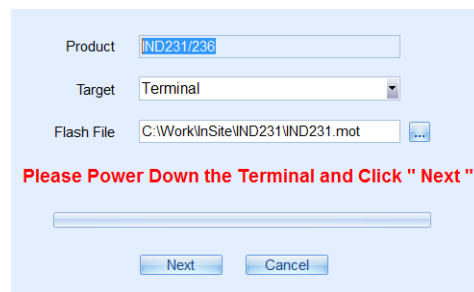 Product IND231/236
Target Terminal
Flash File C:\Work\InSite\IND231\IND231.mot ...
Please Power Down the Terminal and Click " Next "
Next Cancel